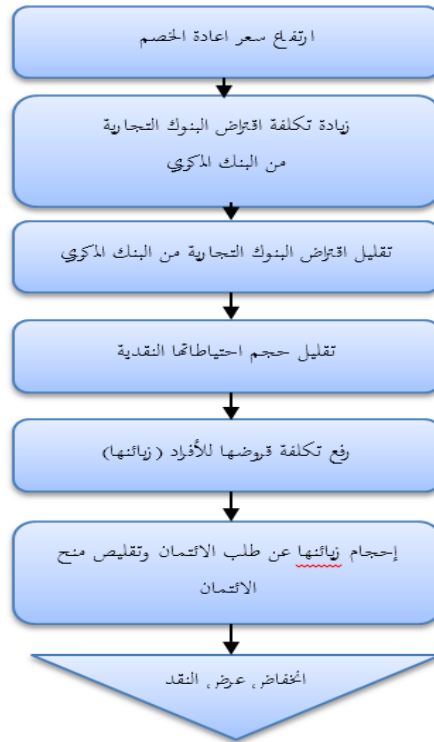 ارتفاع سعر اعادة الخصم
زيادة تكلفة اقتراض البنوك التجارية
من البنك المركزي
تقليل اقتراض البنوك التجارية من البنك المركزي
تقليل حجم احتياطاتها النقدية
رفع تكلفة قروضها للأفراد (زبائنها)
إحجام زبائنها عن طلب الائتمان وتقليص منح
الائتمان
انخفاض عرض النقد